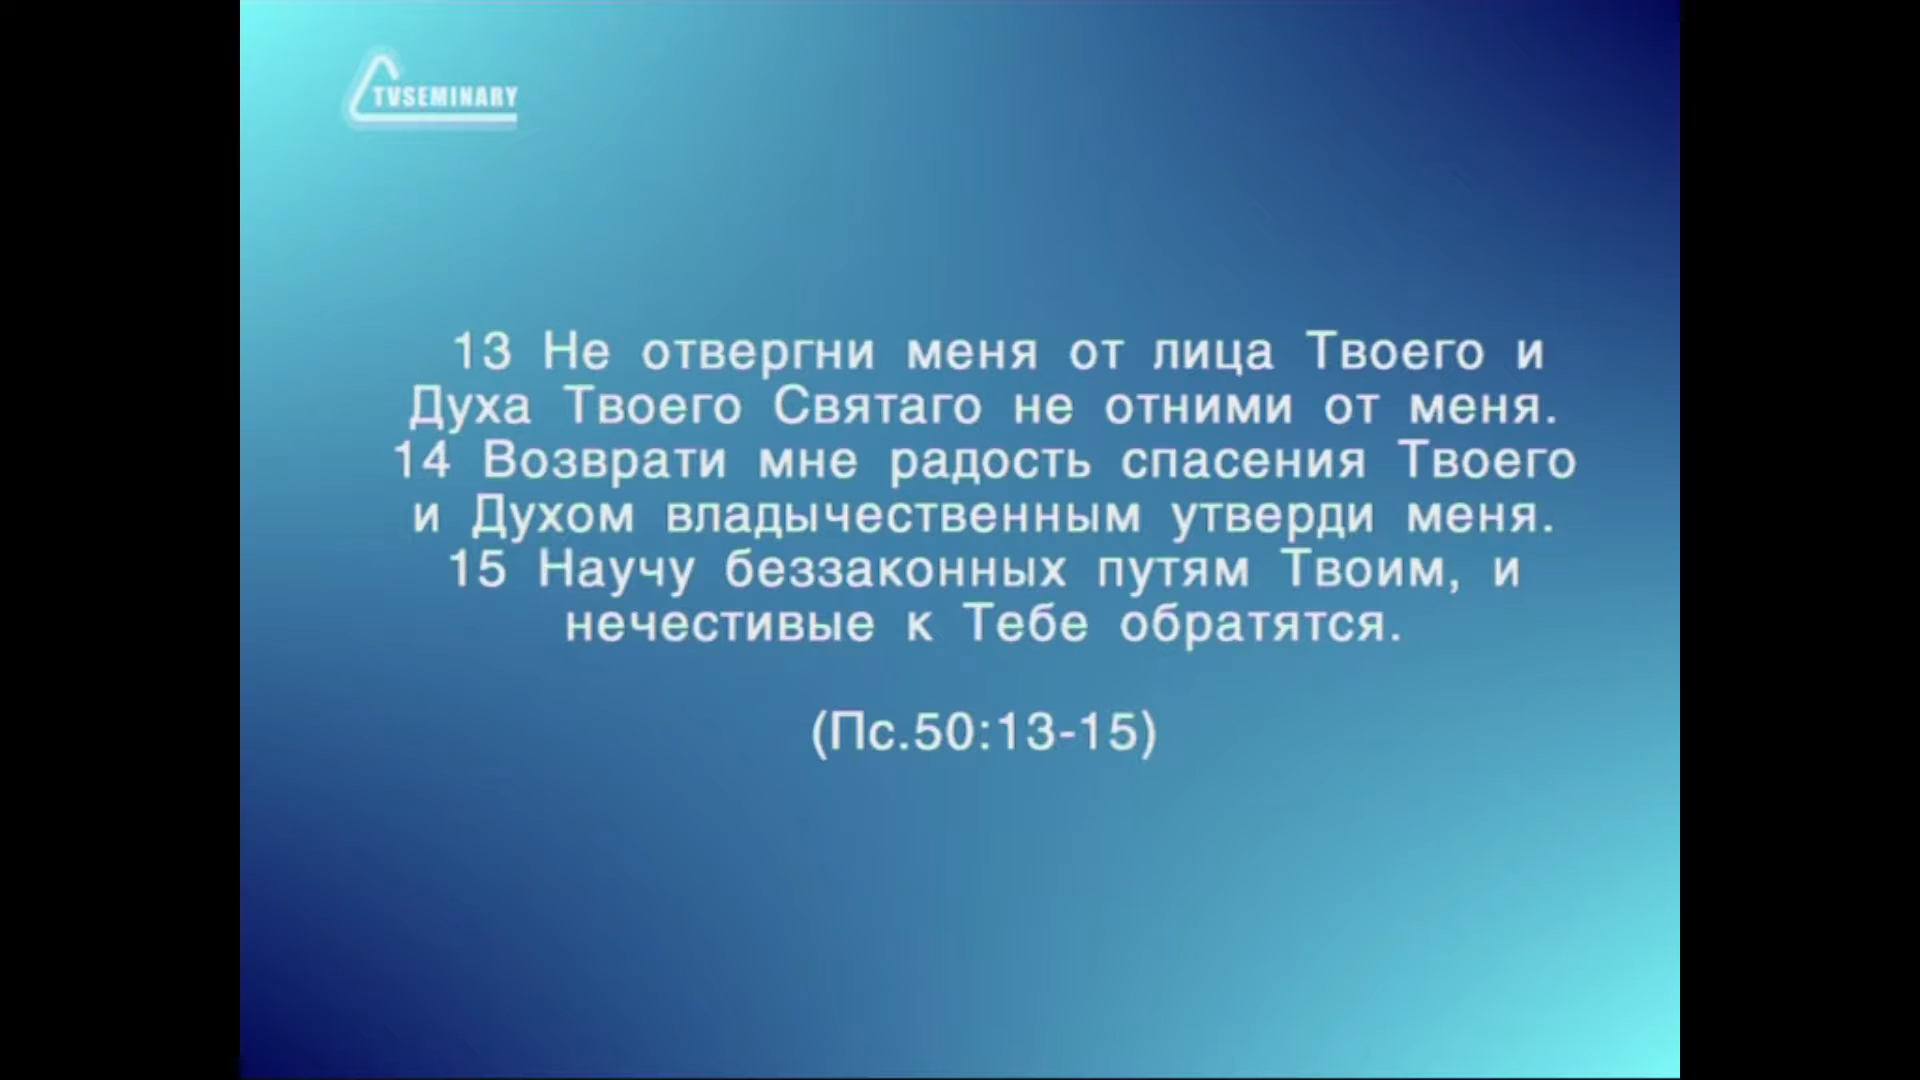 TVSEMINARY
13 Не отвергни меня от лица Твоего и
Духа Твоего Святаго не отними от меня.
14 Возврати мне радость спасения Твоего
и Духом владычественным утверди меня.
15 Научу беззаконных путям Твоим, и
нечестивые к Тебе обратятся.
(Пс.50:13-15)